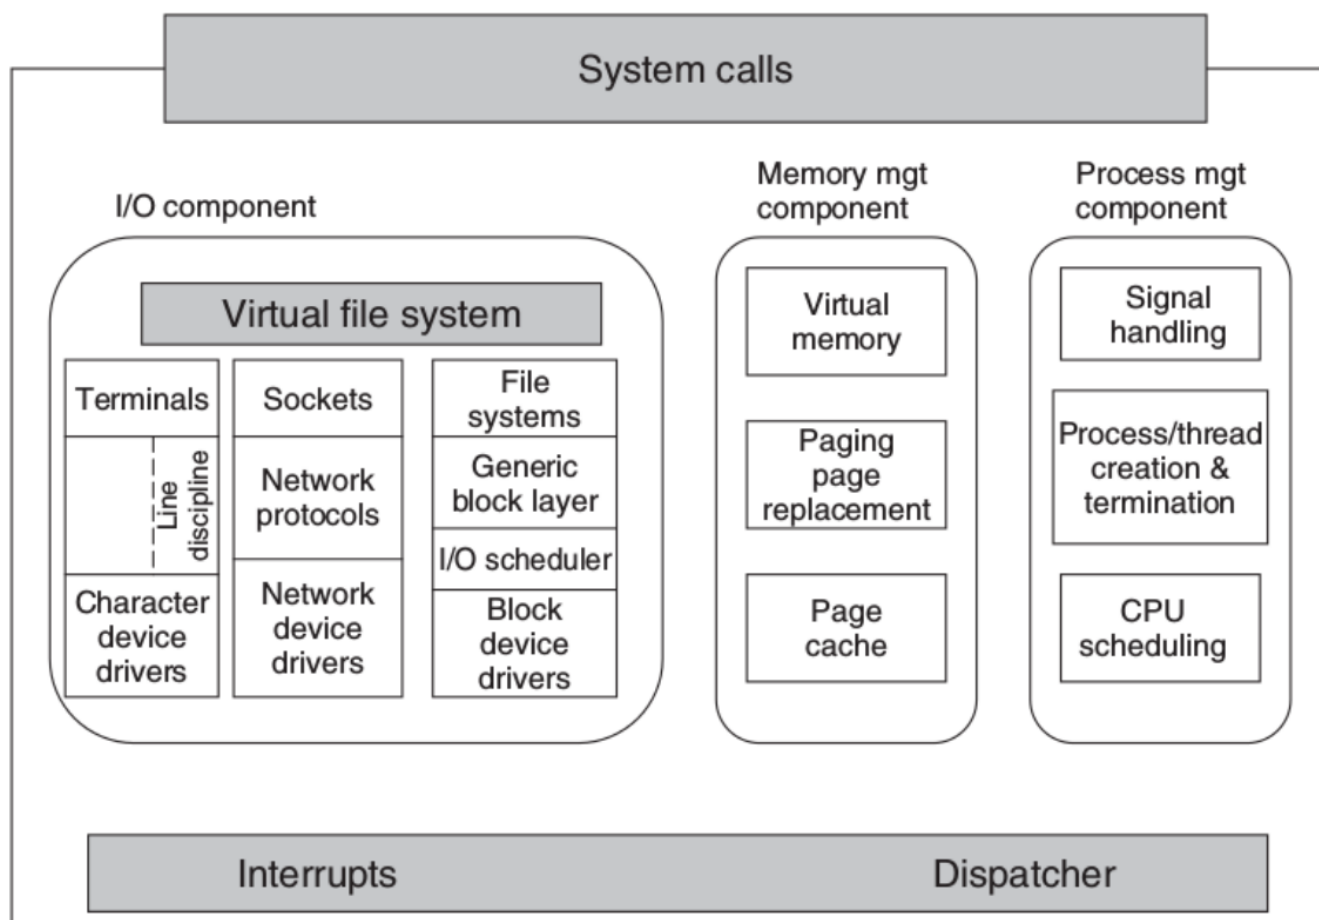 System calls
I/O component
Memory mgt
component
Process mgt
component
Virtual file system
Terminals
Line
discipline
Character
device
drivers
Sockets
Network
protocols
Network
device
drivers
File
systems
Generic
block layer
I/O scheduler
Block
device
drivers
Virtual
memory
Paging
page
replacement
Page
cache
Signal
handling
Process/thread
creation &
termination
CPU
scheduling
Interrupts
Dispatcher